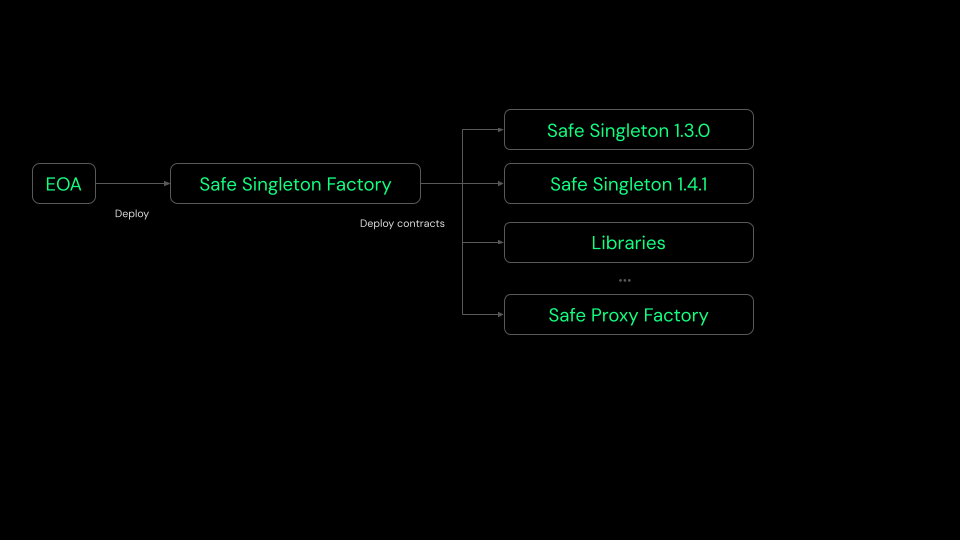 EOA
Deploy
Safe Singleton Factory
Deploy contracts
Safe Singleton 1.3.0
Safe Singleton 1.4.1
Libraries
...
Safe Proxy Factory